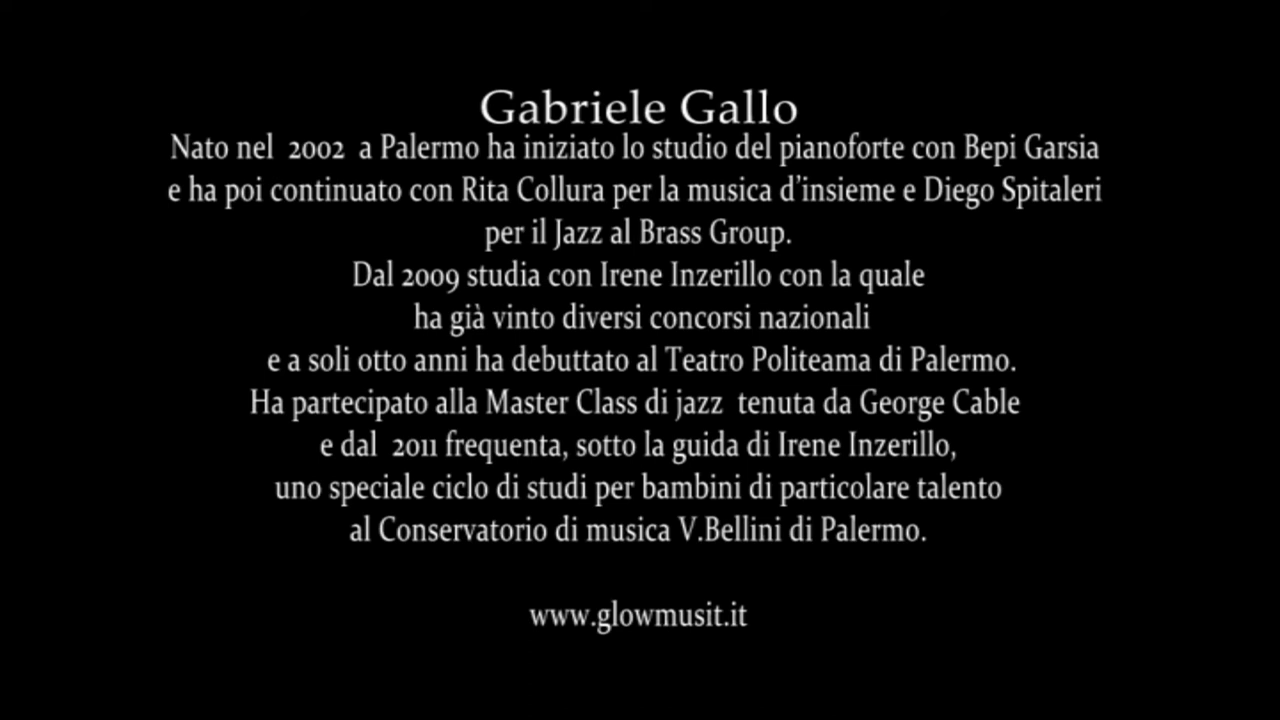 Gabriele Gallo
Nato nel 2002 a Palermo ha iniziato lo studio del pianoforte con Bepi Garsia
e ha poi continuato con Rita Collura per la musica d'insieme e Diego Spitaleri
per il Jazz al Brass Group.
Dal 2009 studia con Irene Inzerillo con la quale
ha già vinto diversi concorsi nazionali
e a soli otto anni ha debuttato al Teatro Politeama di Palermo.
Ha partecipato alla Master Class di jazz tenuta da George Cable
e dal 2011 frequenta, sotto la guida di Irene Inzerillo,
uno speciale ciclo di studi per bambini di particolare talento
al Conservatorio di musica V.Bellini di Palermo.
www.glowmusit.it